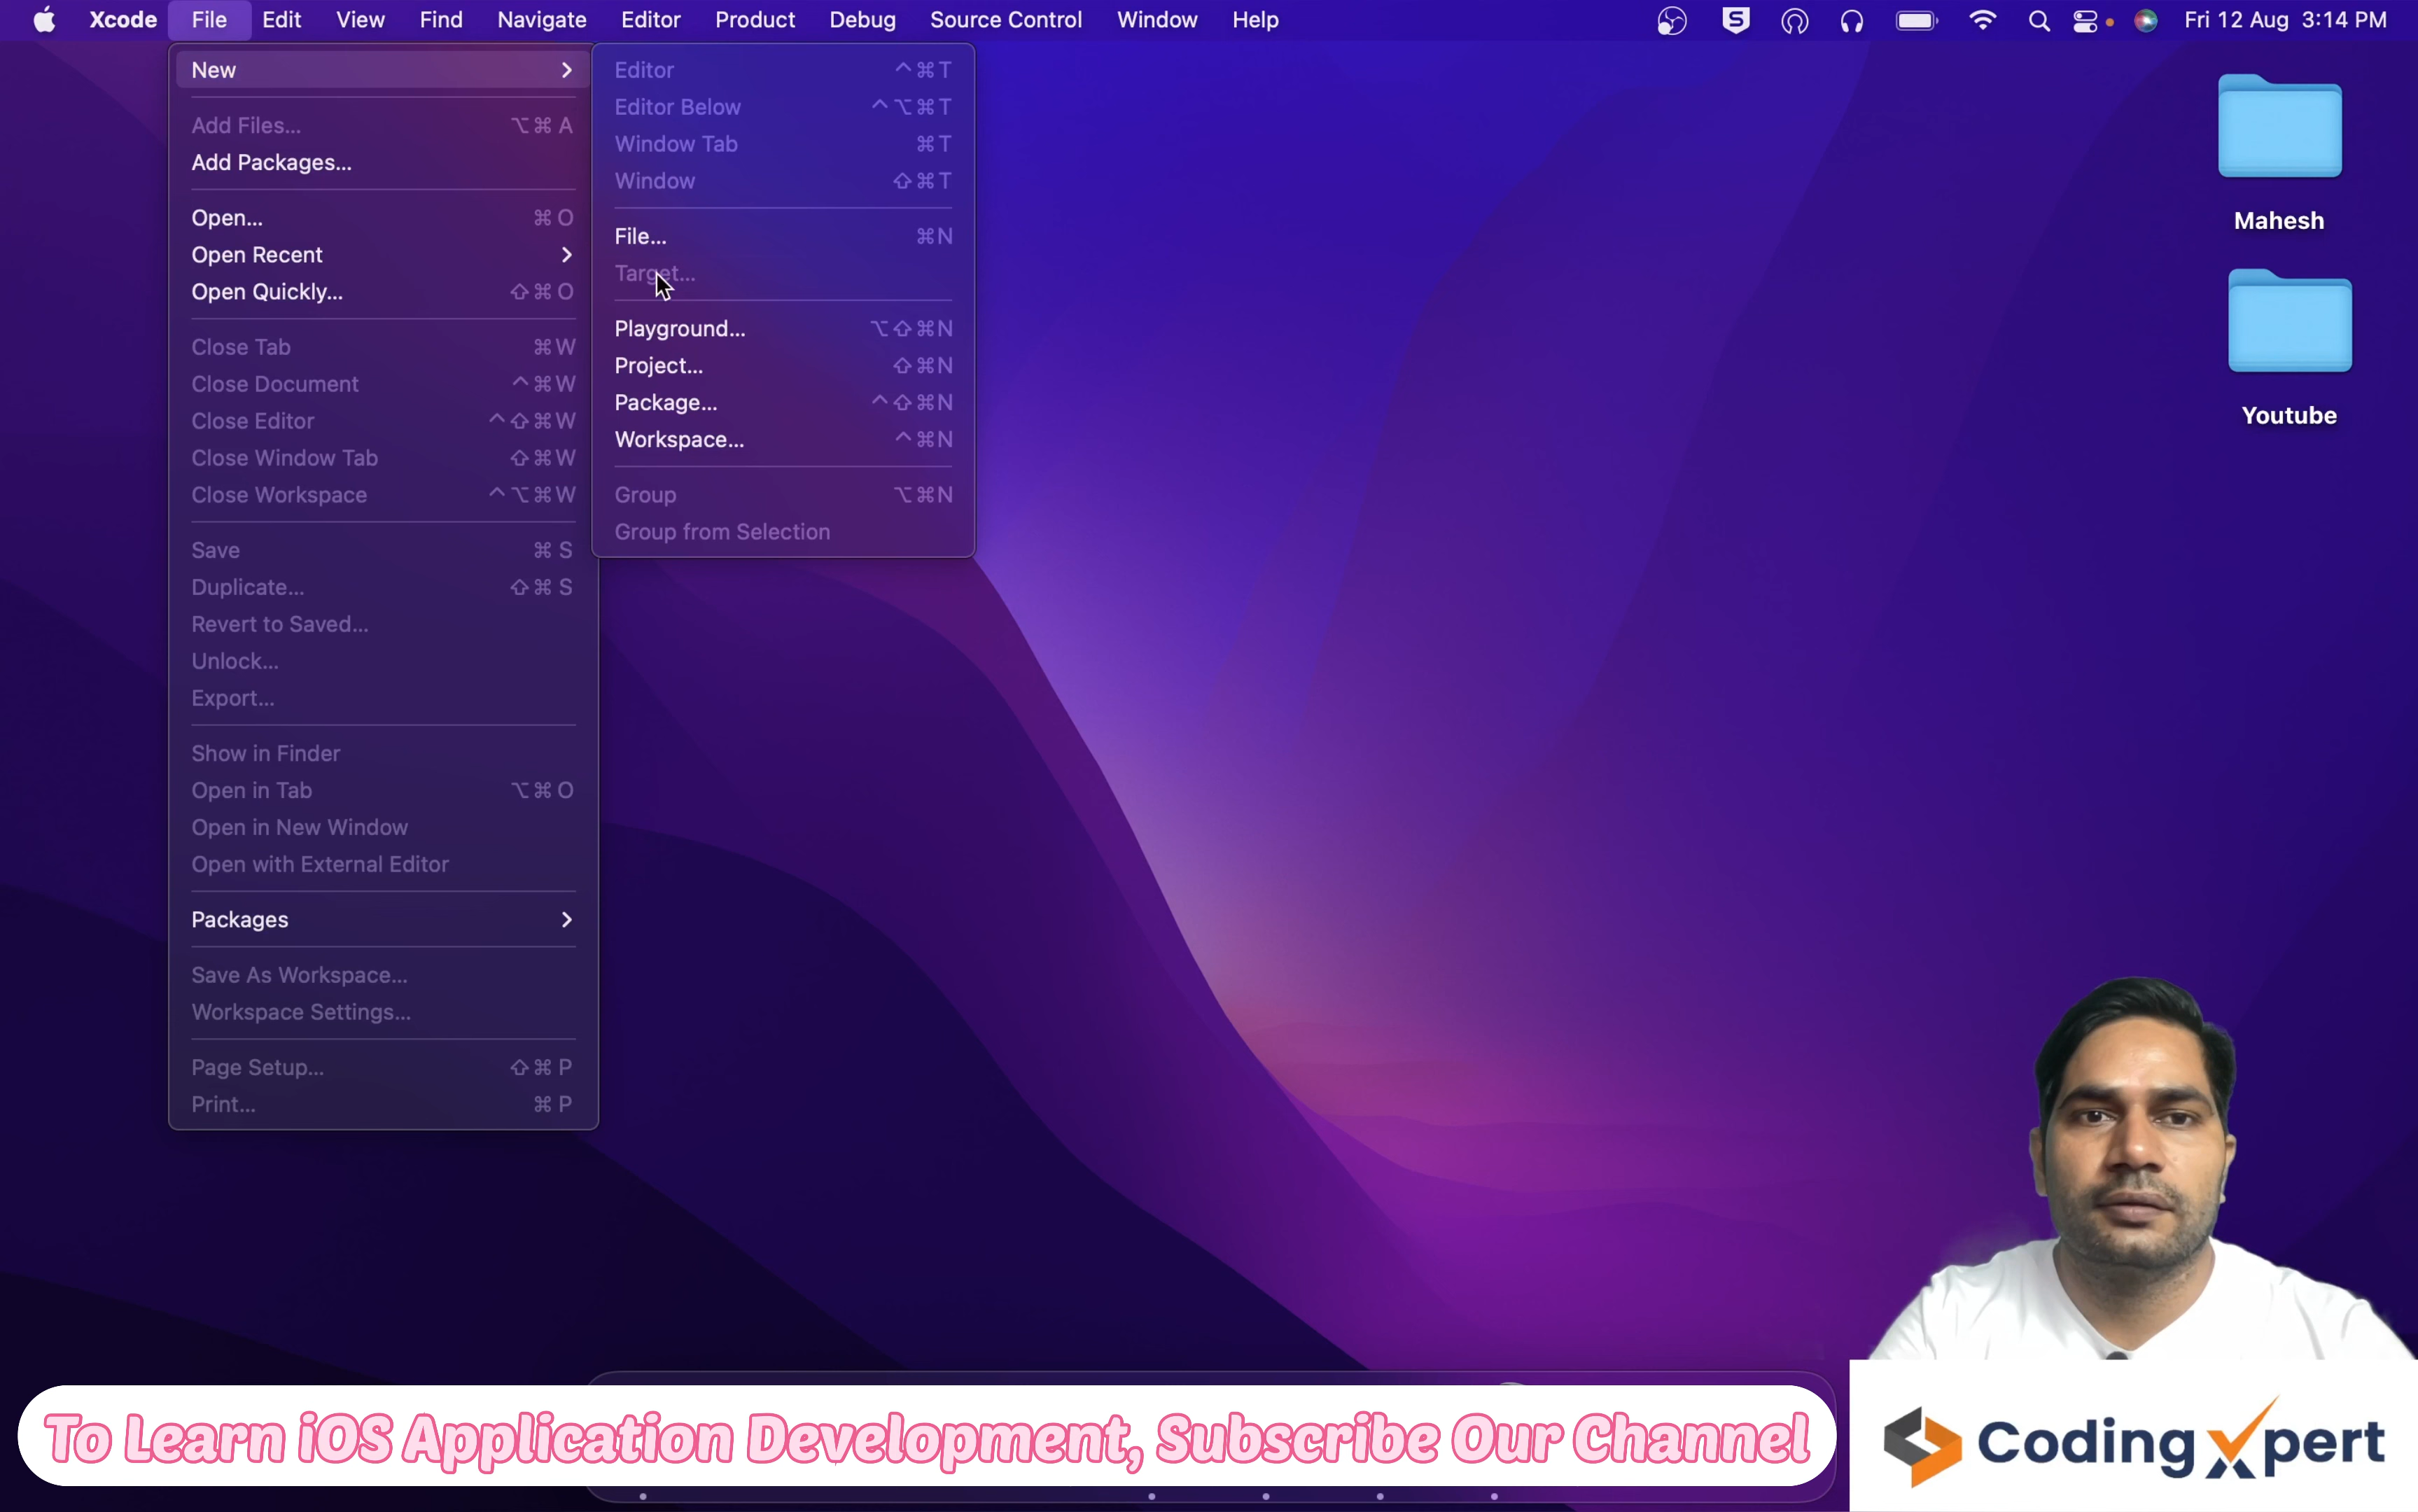 Xcode File Edit View Find Navigate Editor Product Debug Source Control Window Help Fri 12 Aug 3:14 PM
New
Add Files... ⌥⌘A
Add Packages...
Open... ⌘O
Open Recent
Open Quickly... ⇧⌘O
Close Tab ⌘W
Close Document ^⌘W
Close Editor ^⇧⌘W
Close Window Tab ⇧⌘W
Close Workspace ^⌥⌘W
Save ⌘S
Duplicate... ⇧⌘S
Revert to Saved...
Unlock...
Export...
Show in Finder
Open in Tab ⌥⌘O
Open in New Window
Open with External Editor
Packages
Save As Workspace...
Workspace Settings...
Page Setup... ⇧⌘P
Print... ⌘P
Editor ^⌘T
Editor Below ^⌥⌘T
Window Tab ⌘T
Window ⇧⌘T
File... ⌘N
Target...
Playground... ⌥⇧⌘N
Project... ⇧⌘N
Package... ^⇧⌘N
Workspace... ^⌘N
Group ⌥⌘N
Group from Selection
Mahesh
Youtube
To Learn iOS Application Development, Subscribe Our Channel
CodingXpert